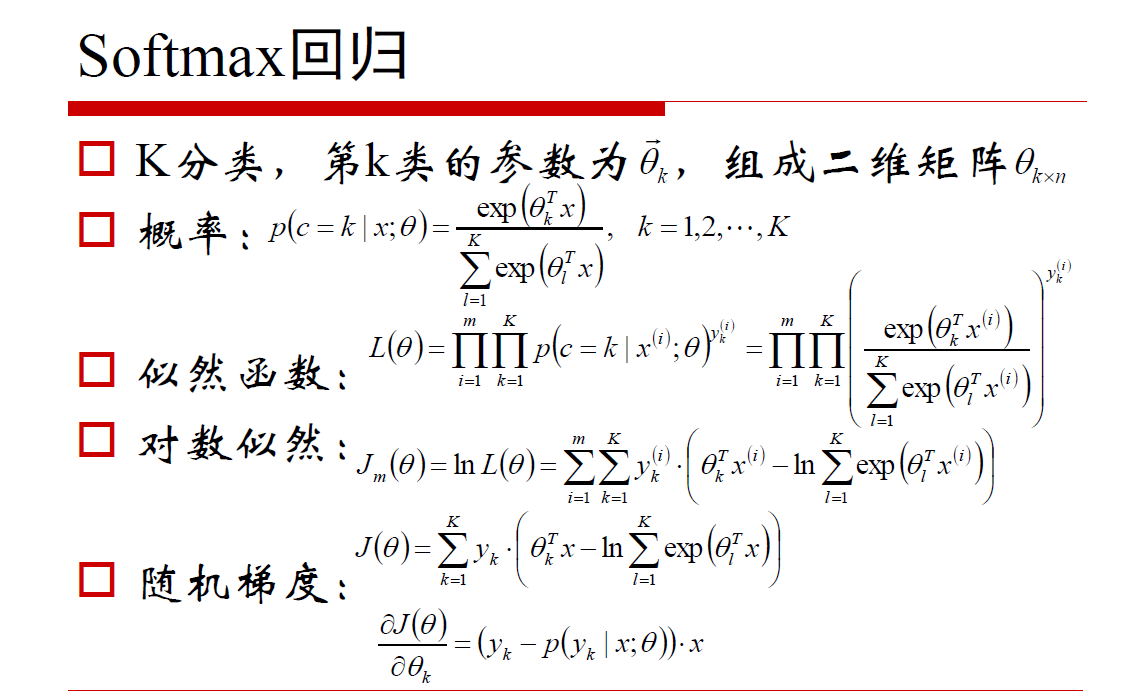 Softmax回归
K分类，第k类的参数为$\vec{\theta}_k$，组成二维矩阵$\theta_{k\times n}$
概率：$p(c=k|x;\theta)=\frac{\exp(\theta_k^T x)}{\sum_{l=1}^{K}\exp(\theta_l^T x)},\quad k=1,2,\cdots,K$
似然函数：$L(\theta)=\prod_{i=1}^{m}\prod_{k=1}^{K}p(c=k|x^{(i)};\theta)^{y_k^{(i)}}=\prod_{i=1}^{m}\prod_{k=1}^{K}\left(\frac{\exp(\theta_k^T x^{(i)})}{\sum_{l=1}^{K}\exp(\theta_l^T x^{(i)})}\right)^{y_k^{(i)}}$
对数似然：$J_m(\theta)=\ln L(\theta)=\sum_{i=1}^{m}\sum_{k=1}^{K}y_k^{(i)}\cdot\left(\theta_k^T x^{(i)}-\ln\sum_{l=1}^{K}\exp(\theta_l^T x^{(i)})\right)$
$J(\theta)=\sum_{k=1}^{K}y_k\cdot\left(\theta_k^T x-\ln\sum_{l=1}^{K}\exp(\theta_l^T x)\right)$
随机梯度：
$\frac{\partial J(\theta)}{\partial\theta_k}=(y_k-p(y_k|x;\theta))\cdot x$